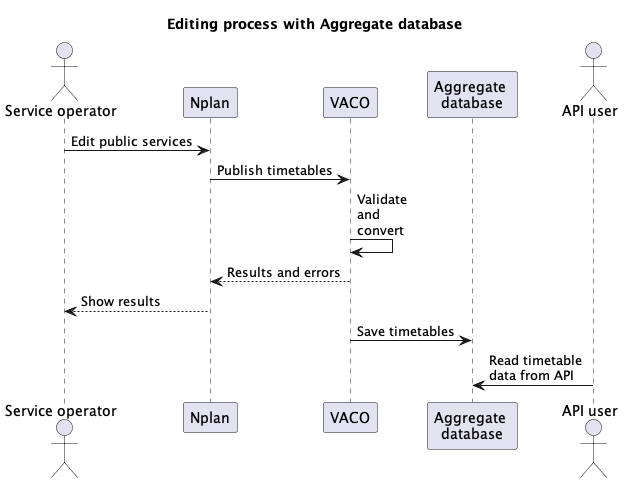 Editing process with Aggregate database
Service operator
Nplan
VACO
Aggregate
database
API user
Edit public services
Publish timetables
Validate
and
convert
Results and errors
Show results
Save timetables
Read timetable
data from API
Service operator
Nplan
VACO
Aggregate
database
API user